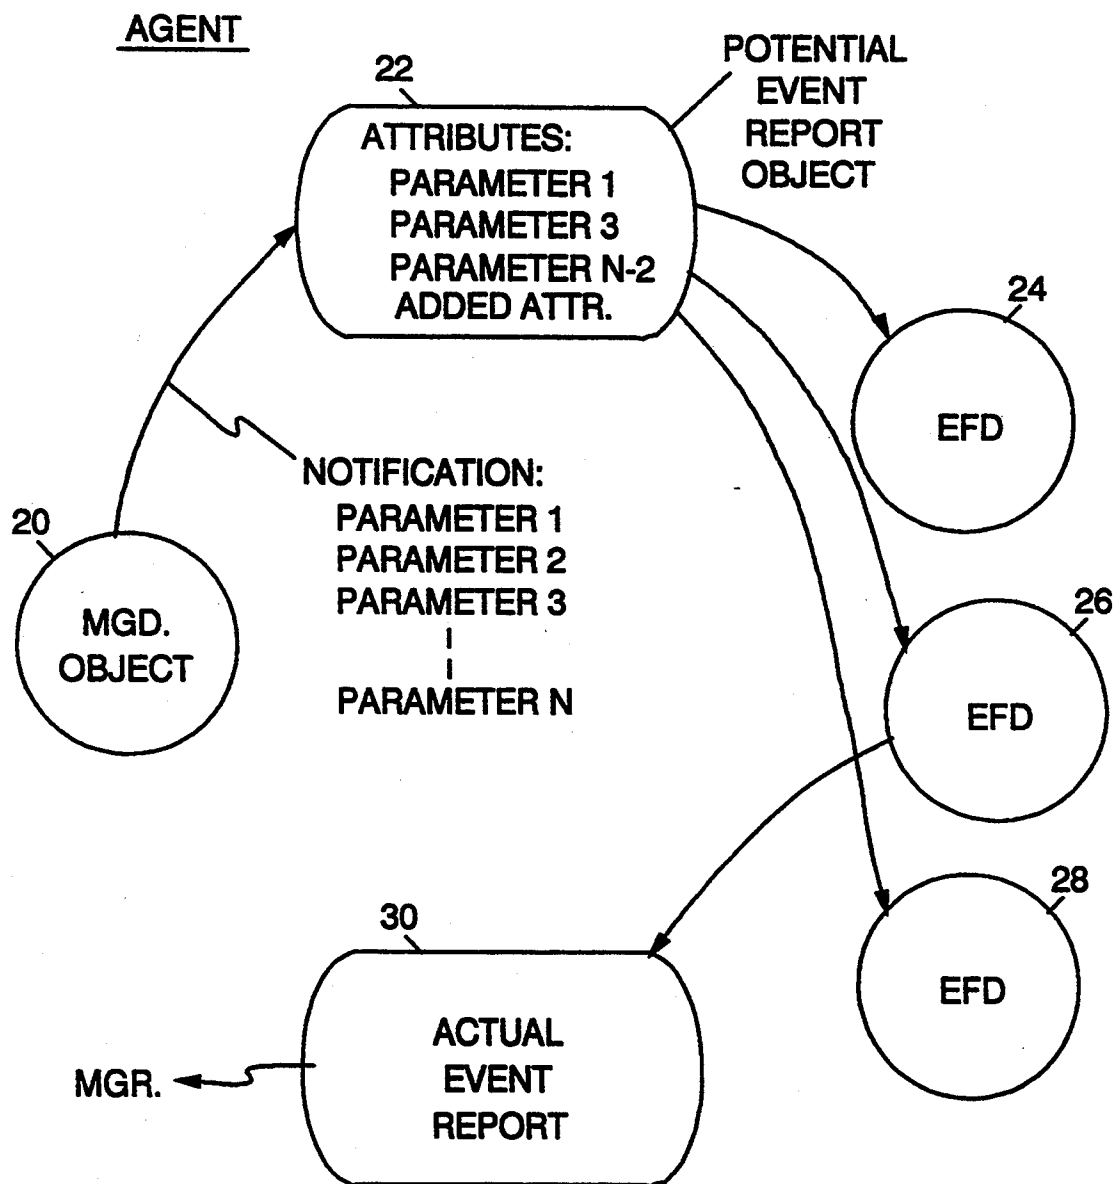 AGENT
22
POTENTIAL
EVENT
REPORT
OBJECT
ATTRIBUTES:
PARAMETER 1
PARAMETER 3
PARAMETER N-2
ADDED ATTR.
24
EFD
NOTIFICATION:
PARAMETER 1
PARAMETER 2
PARAMETER 3
PARAMETER N
20
MGD.
OBJECT
26
EFD
28
EFD
30
ACTUAL
EVENT
REPORT
MGR.